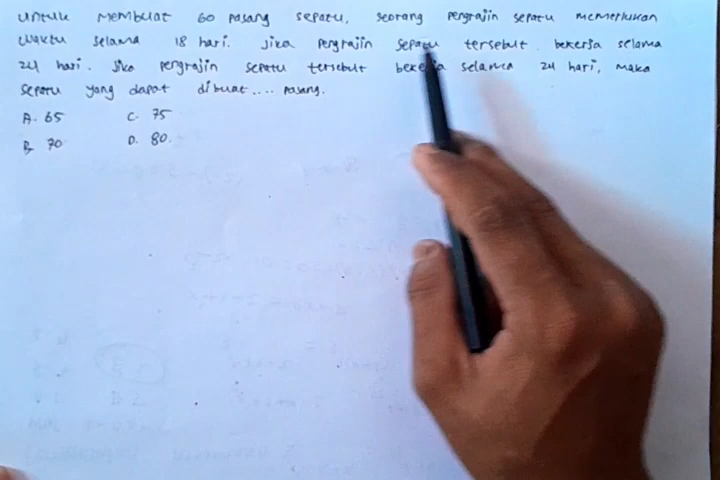 untuk membuat 60 pasang sepatu, seorang pengrajin sepatu memerlukan
waktu selama 18 hari. Jika pengrajin sepatu tersebut bekerja selama
24 hari. Jika pengrajin sepatu tersebut bekerja selama 24 hari, maka
sepatu yang dapat dibuat.... pasang.
A. 65 C. 75
B. 70 D. 80.